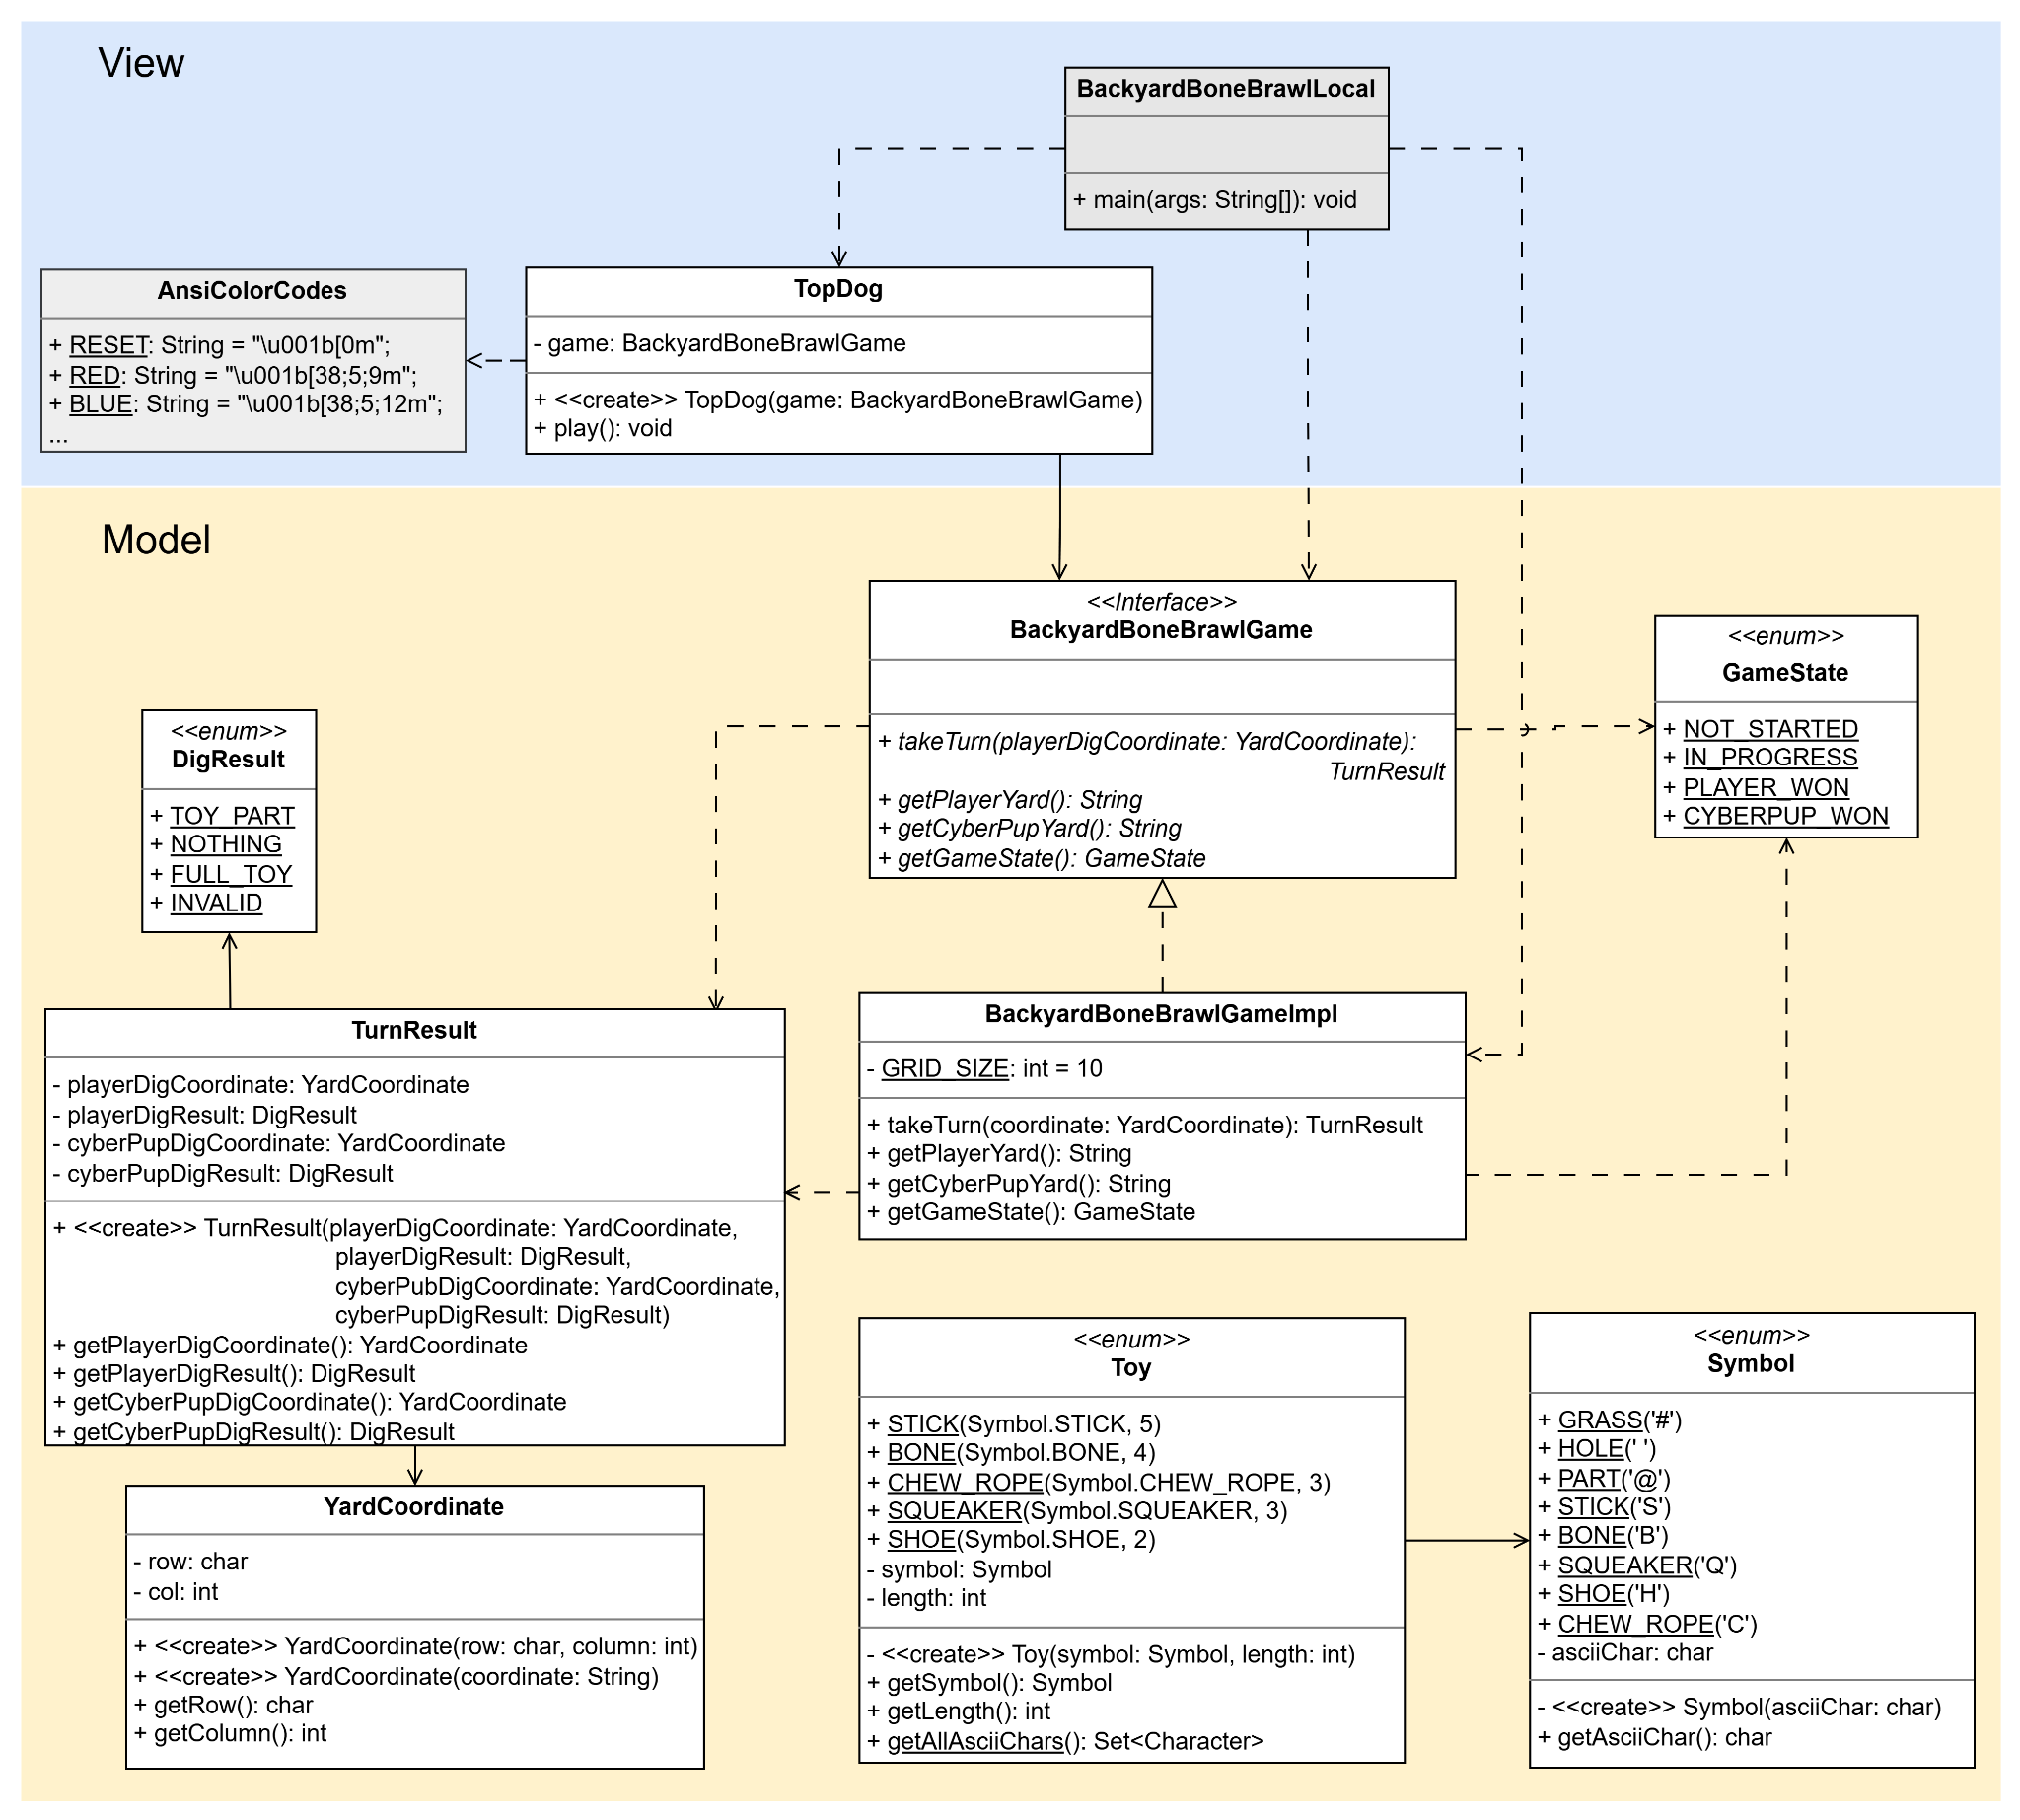 View
BackyardBoneBrawlLocal
+ main(args: String[]): void
AnsiColorCodes
+ RESET: String = "\u001b[0m";
+ RED: String = "\u001b[38;5;9m";
+ BLUE: String = "\u001b[38;5;12m";
...
TopDog
- game: BackyardBoneBrawlGame
+ <<create>> TopDog(game: BackyardBoneBrawlGame)
+ play(): void
Model
<<Interface>>
BackyardBoneBrawlGame
+ takeTurn(playerDigCoordinate: YardCoordinate):
TurnResult
+ getPlayerYard(): String
+ getCyberPupYard(): String
+ getGameState(): GameState
<<enum>>
GameState
+ NOT_STARTED
+ IN_PROGRESS
+ PLAYER_WON
+ CYBERPUP_WON
<<enum>>
DigResult
+ TOY_PART
+ NOTHING
+ FULL_TOY
+ INVALID
TurnResult
- playerDigCoordinate: YardCoordinate
- playerDigResult: DigResult
- cyberPupDigCoordinate: YardCoordinate
- cyberPupDigResult: DigResult
+ <<create>> TurnResult(playerDigCoordinate: YardCoordinate,
playerDigResult: DigResult,
cyberPubDigCoordinate: YardCoordinate,
cyberPupDigResult: DigResult)
+ getPlayerDigCoordinate(): YardCoordinate
+ getPlayerDigResult(): DigResult
+ getCyberPupDigCoordinate(): YardCoordinate
+ getCyberPupDigResult(): DigResult
BackyardBoneBrawlGameImpl
- GRID_SIZE: int = 10
+ takeTurn(coordinate: YardCoordinate): TurnResult
+ getPlayerYard(): String
+ getCyberPupYard(): String
+ getGameState(): GameState
YardCoordinate
- row: char
- col: int
+ <<create>> YardCoordinate(row: char, column: int)
+ <<create>> YardCoordinate(coordinate: String)
+ getRow(): char
+ getColumn(): int
<<enum>>
Toy
+ STICK(Symbol.STICK, 5)
+ BONE(Symbol.BONE, 4)
+ CHEW_ROPE(Symbol.CHEW_ROPE, 3)
+ SQUEAKER(Symbol.SQUEAKER, 3)
+ SHOE(Symbol.SHOE, 2)
- symbol: Symbol
- length: int
- <<create>> Toy(symbol: Symbol, length: int)
+ getSymbol(): Symbol
+ getLength(): int
+ getAllAsciiChars(): Set<Character>
<<enum>>
Symbol
+ GRASS('#')
+ HOLE(' ')
+ PART('@')
+ STICK('S')
+ BONE('B')
+ SQUEAKER('Q')
+ SHOE('H')
+ CHEW_ROPE('C')
- asciiChar: char
- <<create>> Symbol(asciiChar: char)
+ getAsciiChar(): char